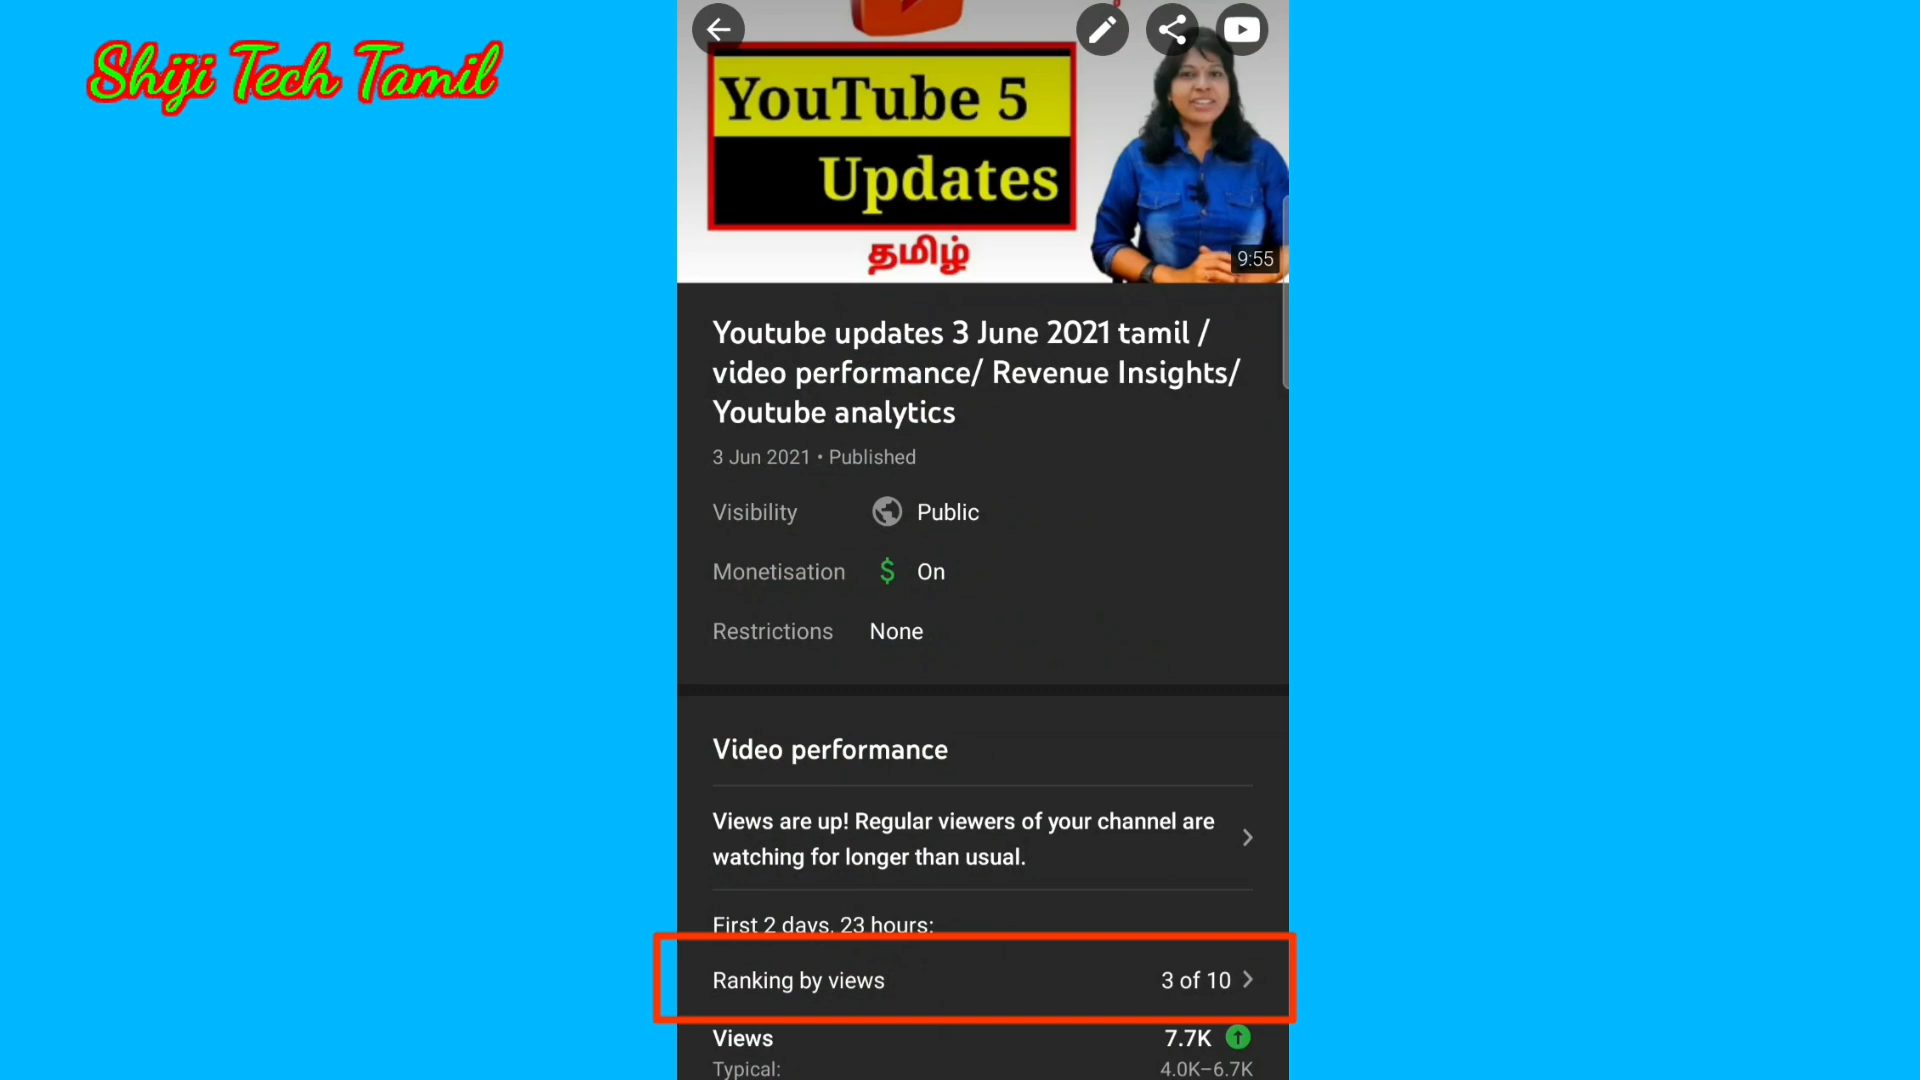 Shiji Tech Tamil
YouTube 5
Updates
தமிழ்
9:55
Youtube updates 3 June 2021 tamil /
video performance/ Revenue Insights/
Youtube analytics
3 Jun 2021 • Published
Visibility Public
Monetisation $ On
Restrictions None
Video performance
Views are up! Regular viewers of your channel are
watching for longer than usual.
First 2 days, 23 hours:
Ranking by views 3 of 10
Views 7.7K
Typical: 4.0K–6.7K